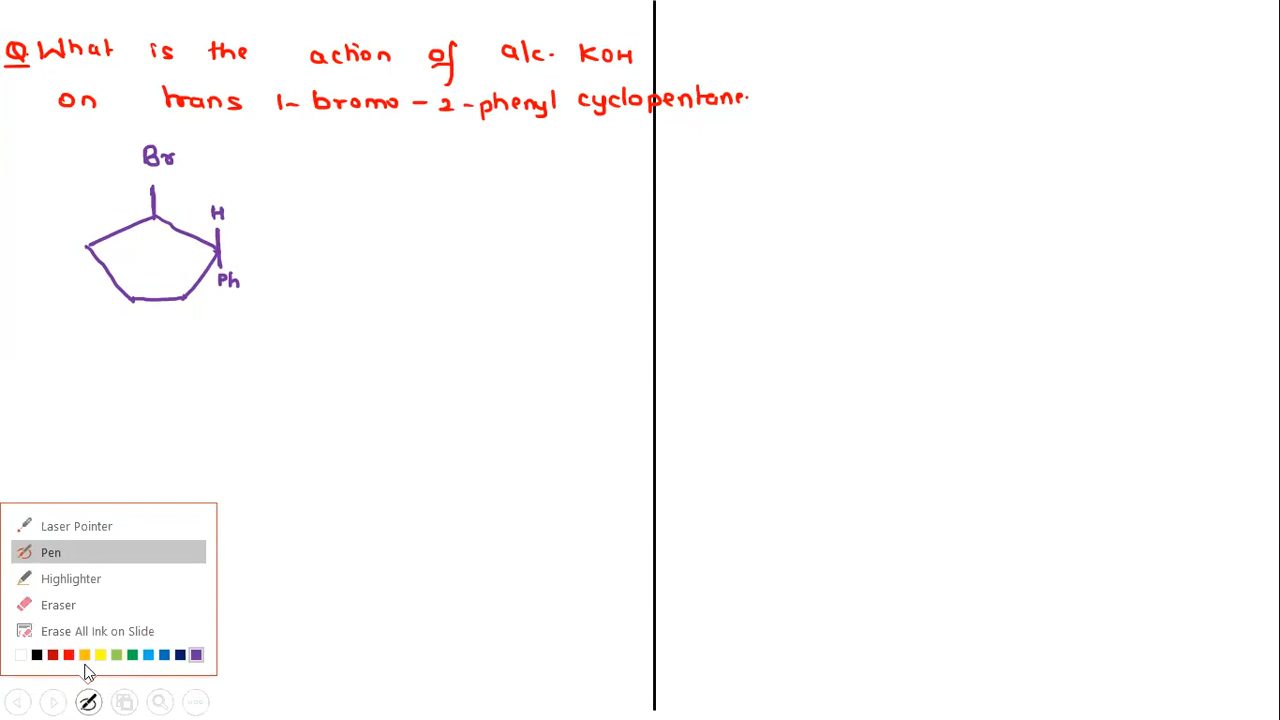 Q. What is the action of alc. KOH
on trans 1-bromo-2-phenyl cyclopentane.
Br
H
Ph
Laser Pointer
Pen
Highlighter
Eraser
Erase All Ink on Slide